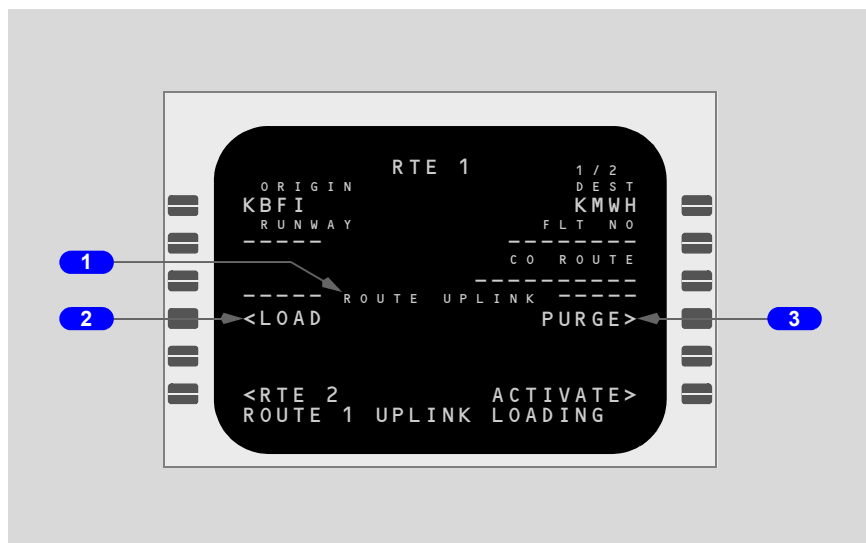 RTE 1 1/2
ORIGIN DEST
KBFI KMWH
RUNWAY FLT NO
----- --------
CO ROUTE
----------
----- ROUTE UPLINK -----
<LOAD PURGE>
<RTE 2 ACTIVATE>
ROUTE 1 UPLINK LOADING
1
2
3